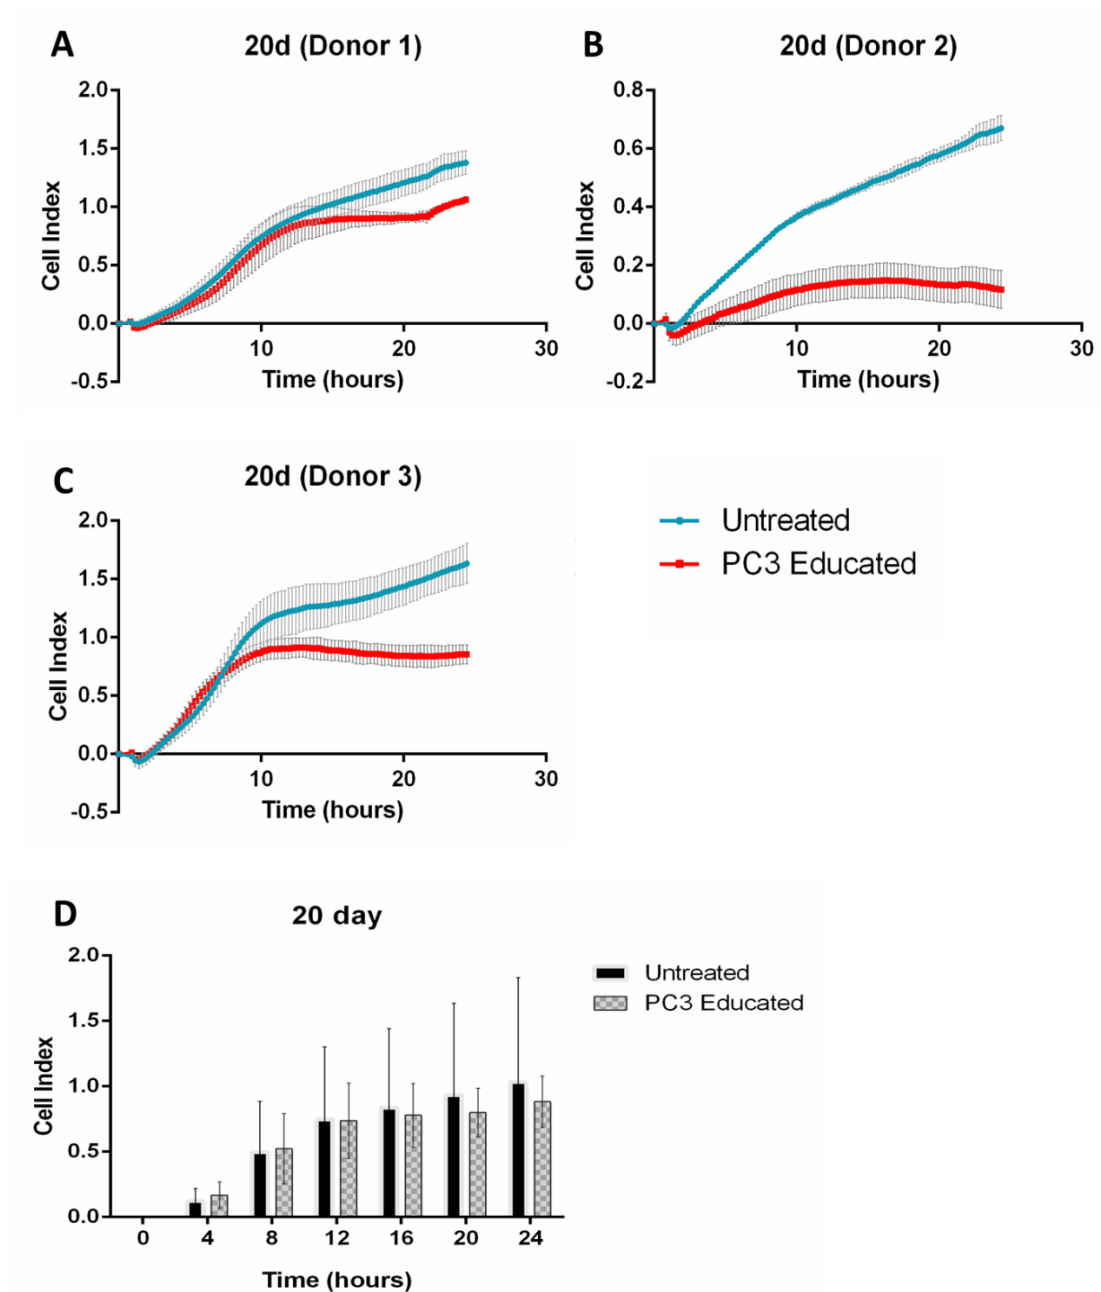 A
20d (Donor 1)
2.0
1.5
1.0
0.5
0.0
-0.5
Cell Index
10
20
30
Time (hours)
B
20d (Donor 2)
0.8
0.6
0.4
0.2
0.0
-0.2
Cell Index
10
20
30
Time (hours)
C
20d (Donor 3)
2.0
1.5
1.0
0.5
0.0
-0.5
Cell Index
10
20
30
Time (hours)
Untreated
PC3 Educated
D
20 day
2.0
1.5
1.0
0.5
0.0
Cell Index
0
4
8
12
16
20
24
Time (hours)
Untreated
PC3 Educated